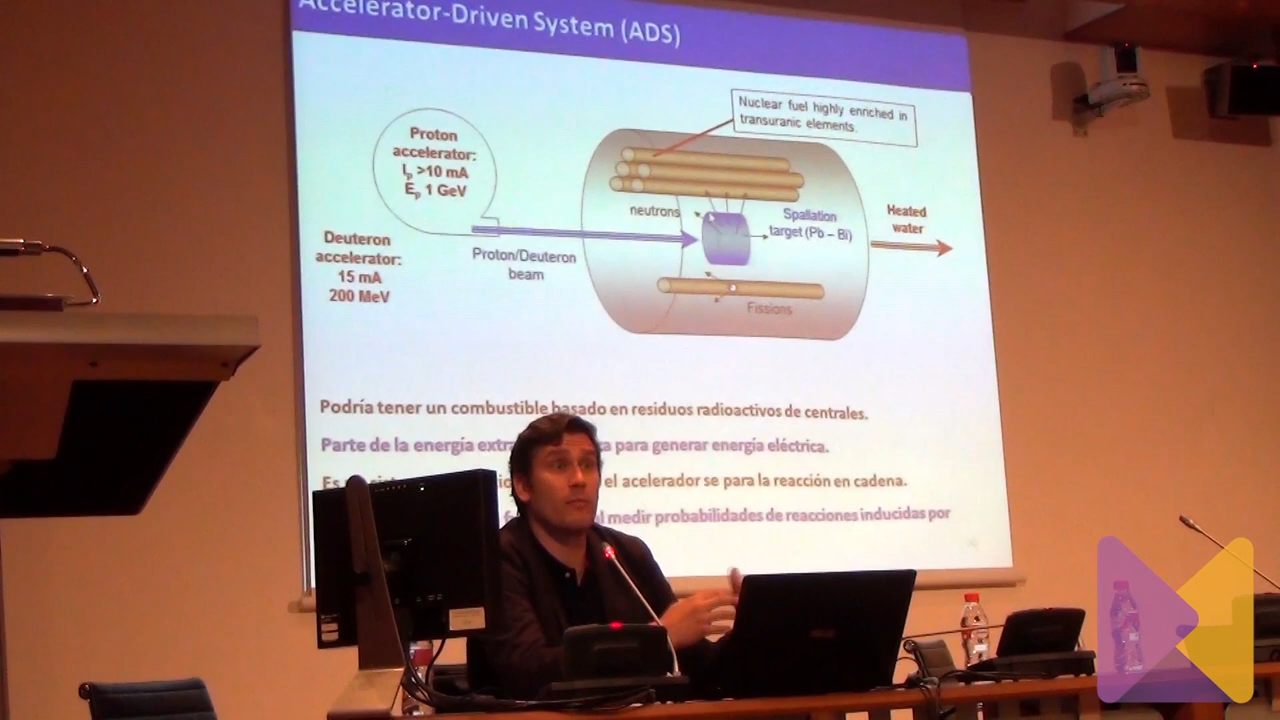 Accelerator-Driven System (ADS)
Nuclear fuel highly enriched in
transuranic elements.
Proton
accelerator:
Ip >10 mA
Ep 1 GeV
neutrons
Spallation
target (Pb – Bi)
Heated
water
Deuteron
accelerator:
15 mA
200 MeV
Proton/Deuteron
beam
Fissions
Podría tener un combustible basado en residuos radioactivos de centrales.
Parte de la energía para generar energía eléctrica.
Es el acelerador se para la reacción en cadena.
medir probabilidades de reacciones inducidas por